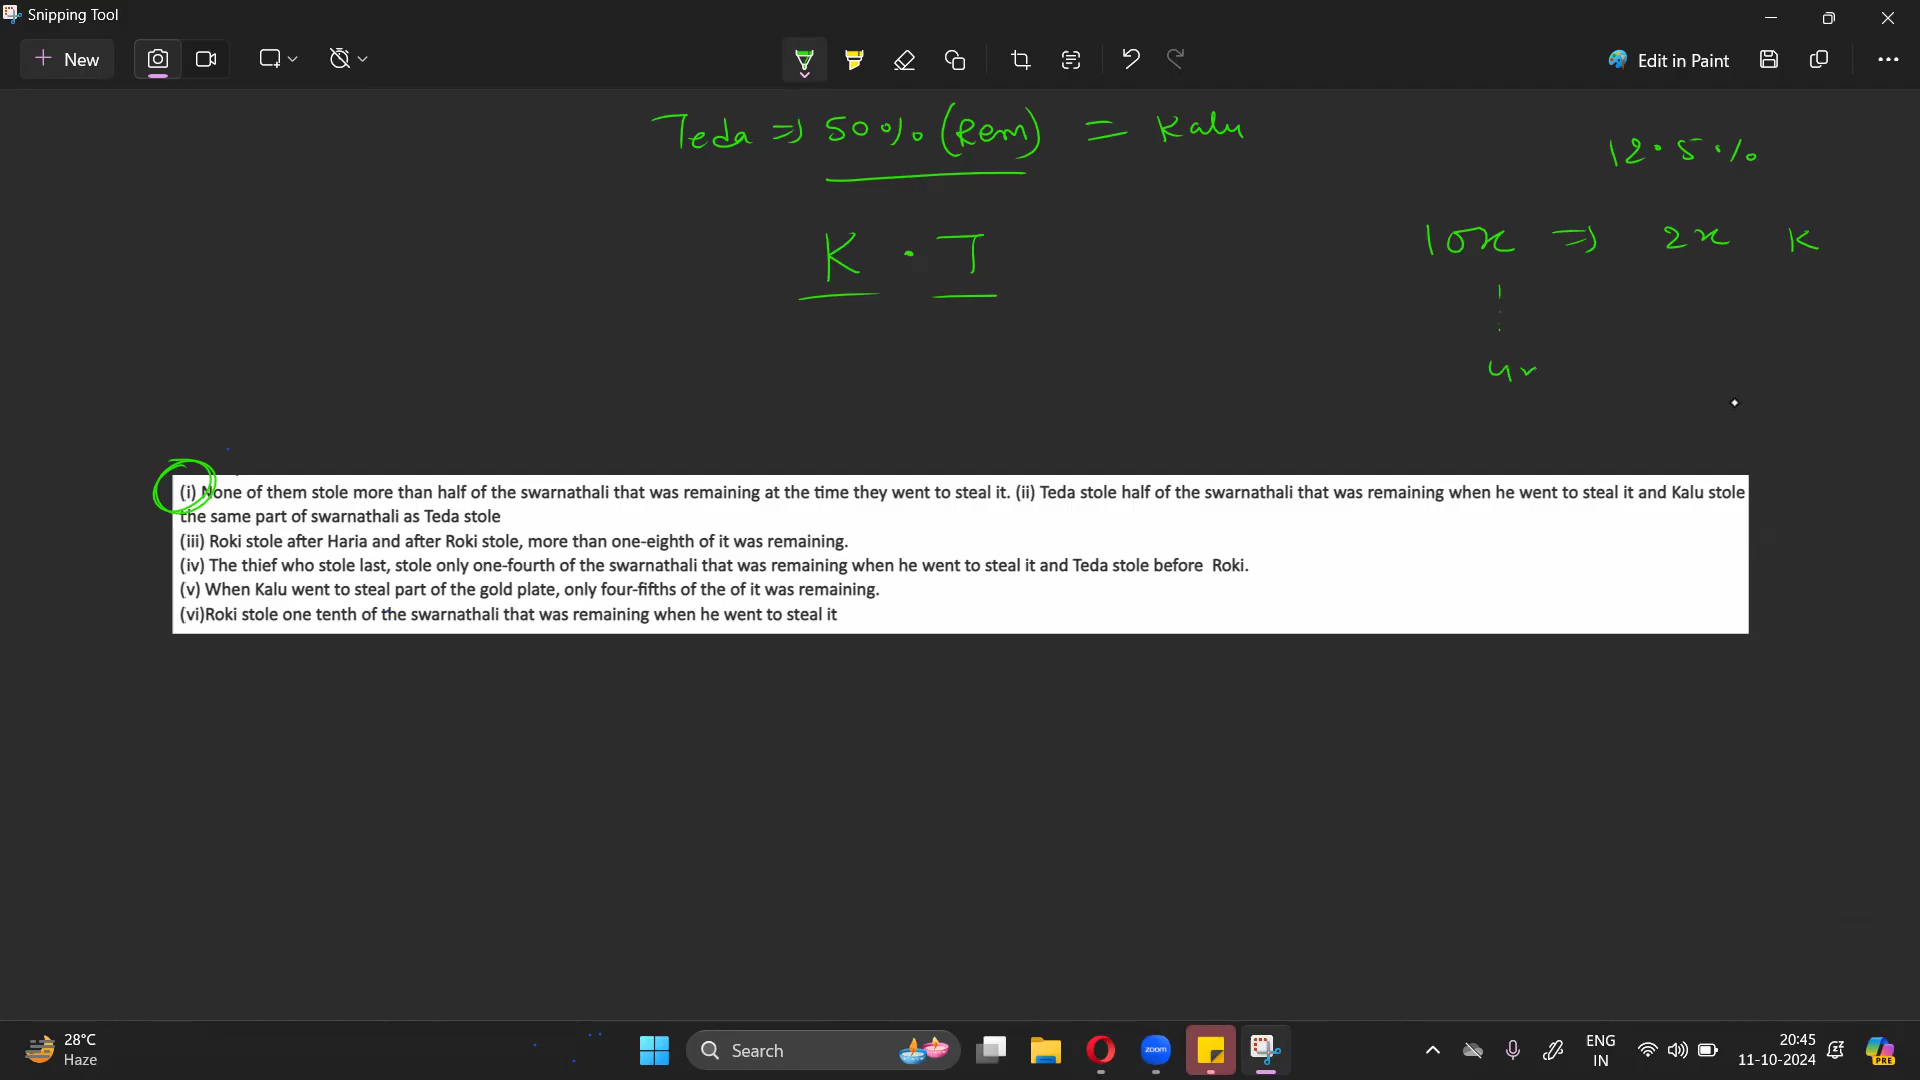 Snipping Tool
New
Edit in Paint
Teda => 50% (Rem) = Kalu
12.5%
K . T
10x => 2x K
4x
(i) None of them stole more than half of the swarnathali that was remaining at the time they went to steal it. (ii) Teda stole half of the swarnathali that was remaining when he went to steal it and Kalu stole
the same part of swarnathali as Teda stole
(iii) Roki stole after Haria and after Roki stole, more than one-eighth of it was remaining.
(iv) The thief who stole last, stole only one-fourth of the swarnathali that was remaining when he went to steal it and Teda stole before Roki.
(v) When Kalu went to steal part of the gold plate, only four-fifths of the of it was remaining.
(vi)Roki stole one tenth of the swarnathali that was remaining when he went to steal it
28°C
Haze
Search
zoom
ENG
IN
20:45
11-10-2024
PRE